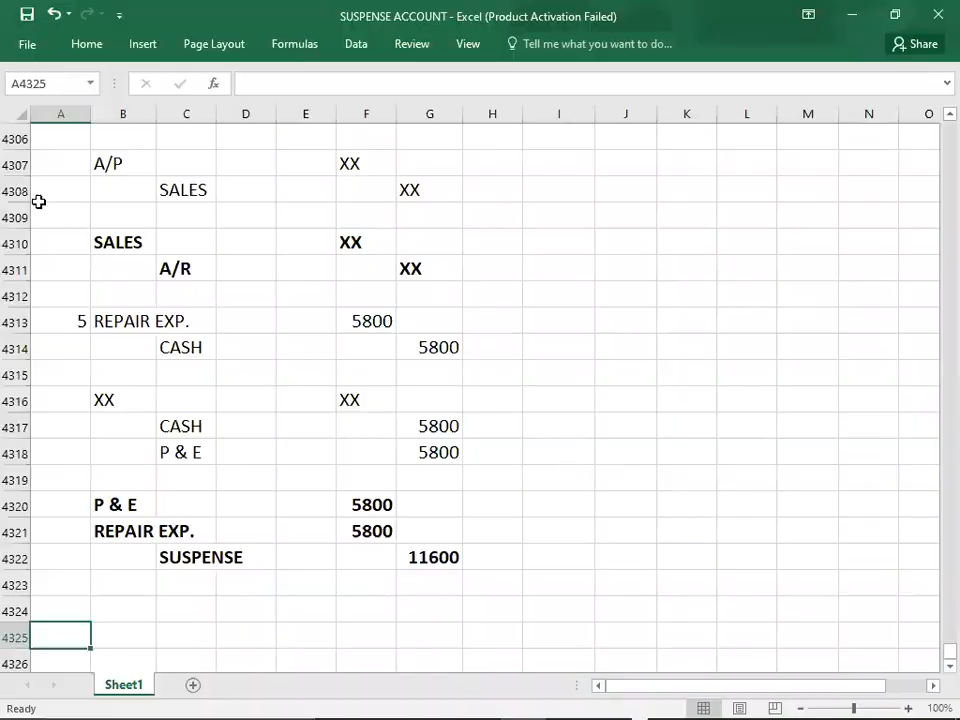 SUSPENSE ACCOUNT - Excel (Product Activation Failed)
File Home Insert Page Layout Formulas Data Review View Tell me what you want to do... Share
A4325 fx
A B C D E F G H I J K L M N O
4306
4307 A/P XX
4308 SALES XX
4309
4310 SALES XX
4311 A/R XX
4312
4313 5 REPAIR EXP. 5800
4314 CASH 5800
4315
4316 XX XX
4317 CASH 5800
4318 P & E 5800
4319
4320 P & E 5800
4321 REPAIR EXP. 5800
4322 SUSPENSE 11600
4323
4324
4325
4326
Sheet1
Ready 100%